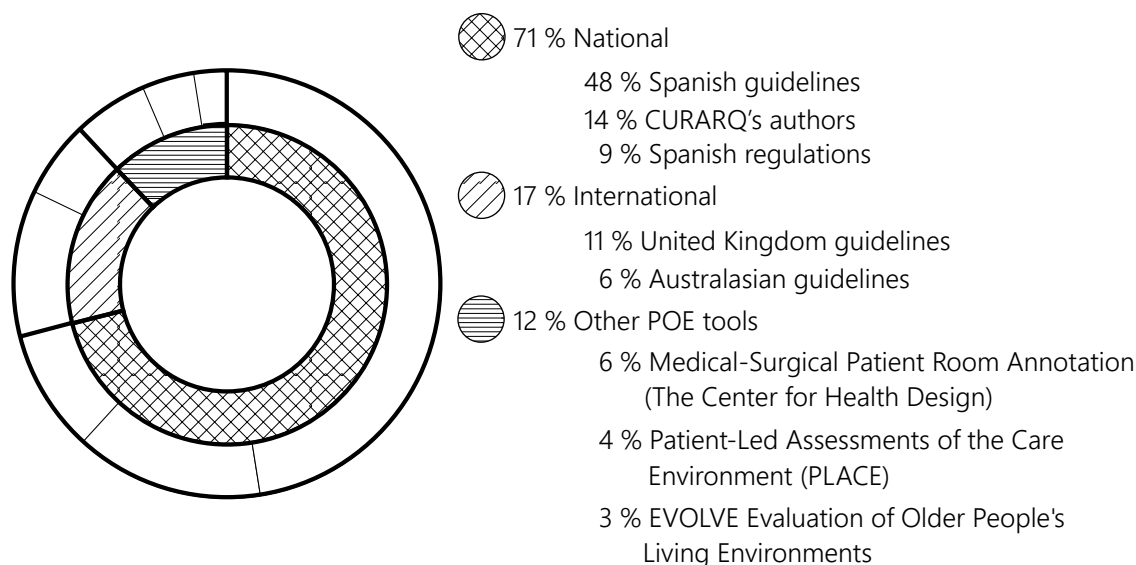 71 % National
48 % Spanish guidelines
14 % CURARQ’s authors
9 % Spanish regulations
17 % International
11 % United Kingdom guidelines
6 % Australasian guidelines
12 % Other POE tools
6 % Medical-Surgical Patient Room Annotation
(The Center for Health Design)
4 % Patient-Led Assessments of the Care
Environment (PLACE)
3 % EVOLVE Evaluation of Older People's
Living Environments